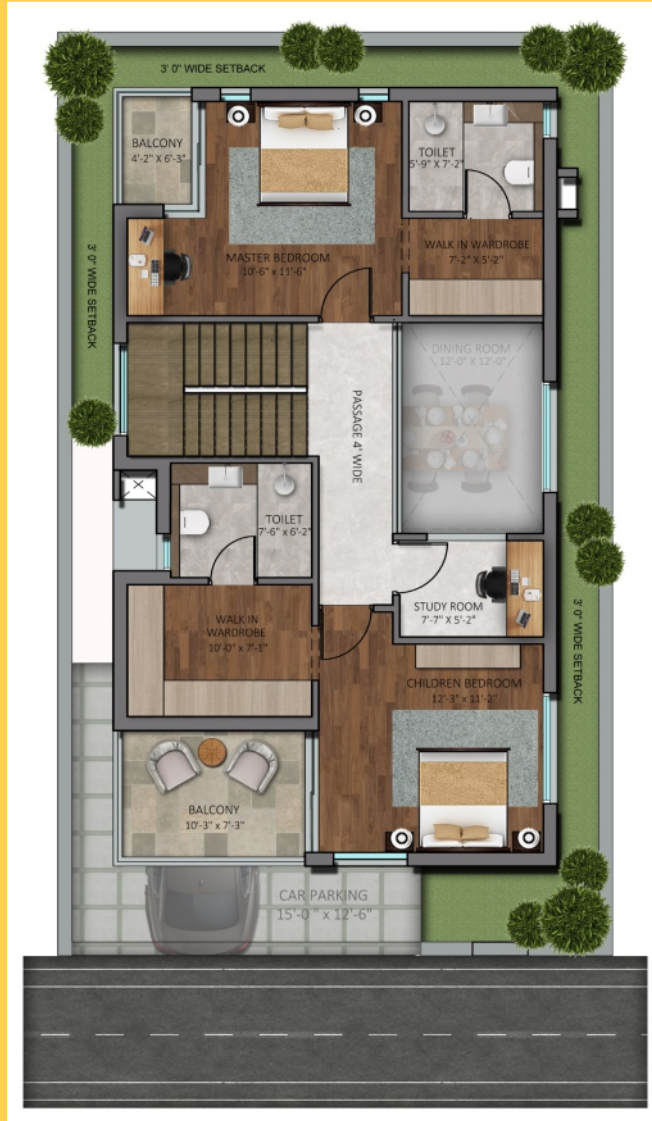 3' 0" WIDE SETBACK
BALCONY
4'-2" X 6'-3"
TOILET
5'-9" X 7'-2"
MASTER BEDROOM
10'-6" x 11'-6"
WALK IN WARDROBE
7'-2" X 5'-2"
3' 0" WIDE SETBACK
DINING ROOM
12'-0" X 12'-0"
PASSAGE 4' WIDE
X
TOILET
7'-6" x 6'-2"
STUDY ROOM
7'-7" X 5'-2"
3' 0" WIDE SETBACK
WALK IN
WARDROBE
10'-0" x 7'-1"
CHILDREN BEDROOM
12'-3" x 11'-2"
BALCONY
10'-3" x 7'-3"
CAR PARKING
15'-0 " x 12'-6"